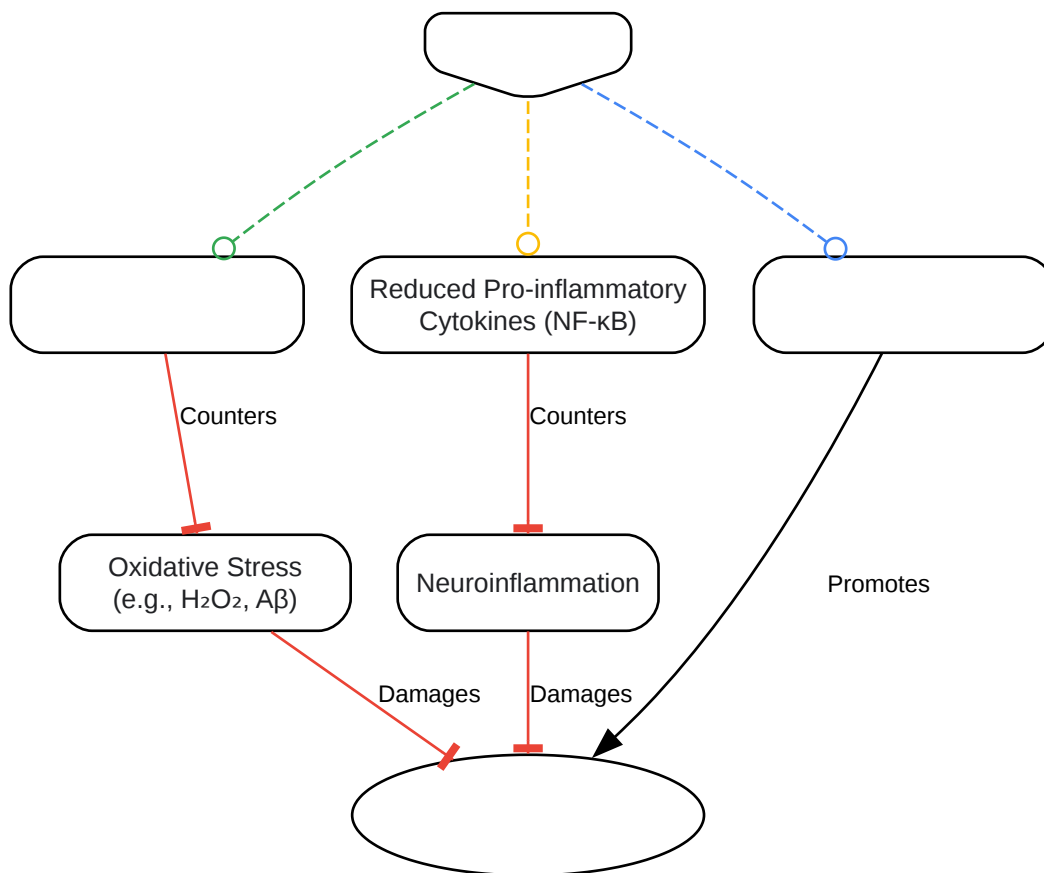 Reduced Pro-inflammatory
Cytokines (NF-κB)
Counters
Counters
Oxidative Stress
(e.g., H₂O₂, Aβ)
Neuroinflammation
Promotes
Damages
Damages